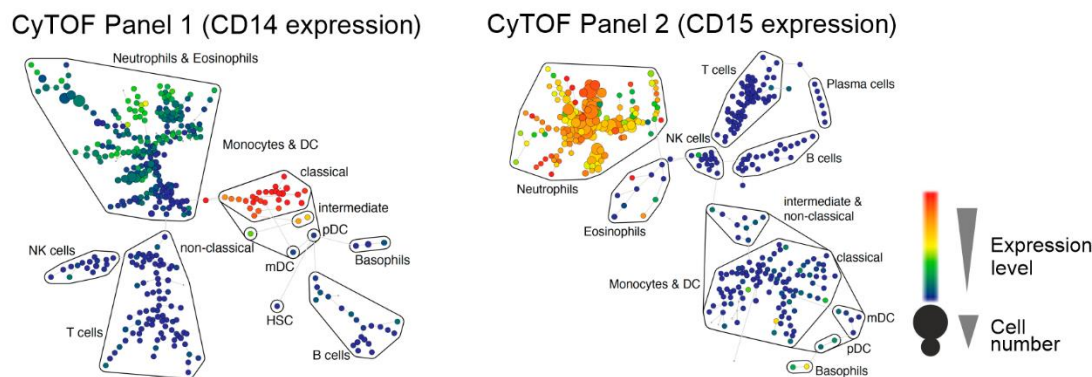 CyTOF Panel 1 (CD14 expression)
Neutrophils & Eosinophils
Monocytes & DC
classical
intermediate
pDC
non-classical
mDC
Basophils
NK cells
HSC
T cells
B cells
CyTOF Panel 2 (CD15 expression)
T cells
Plasma cells
NK cells
B cells
Neutrophils
Eosinophils
intermediate &
non-classical
classical
Monocytes & DC
mDC
pDC
Basophils
Expression
level
Cell
number